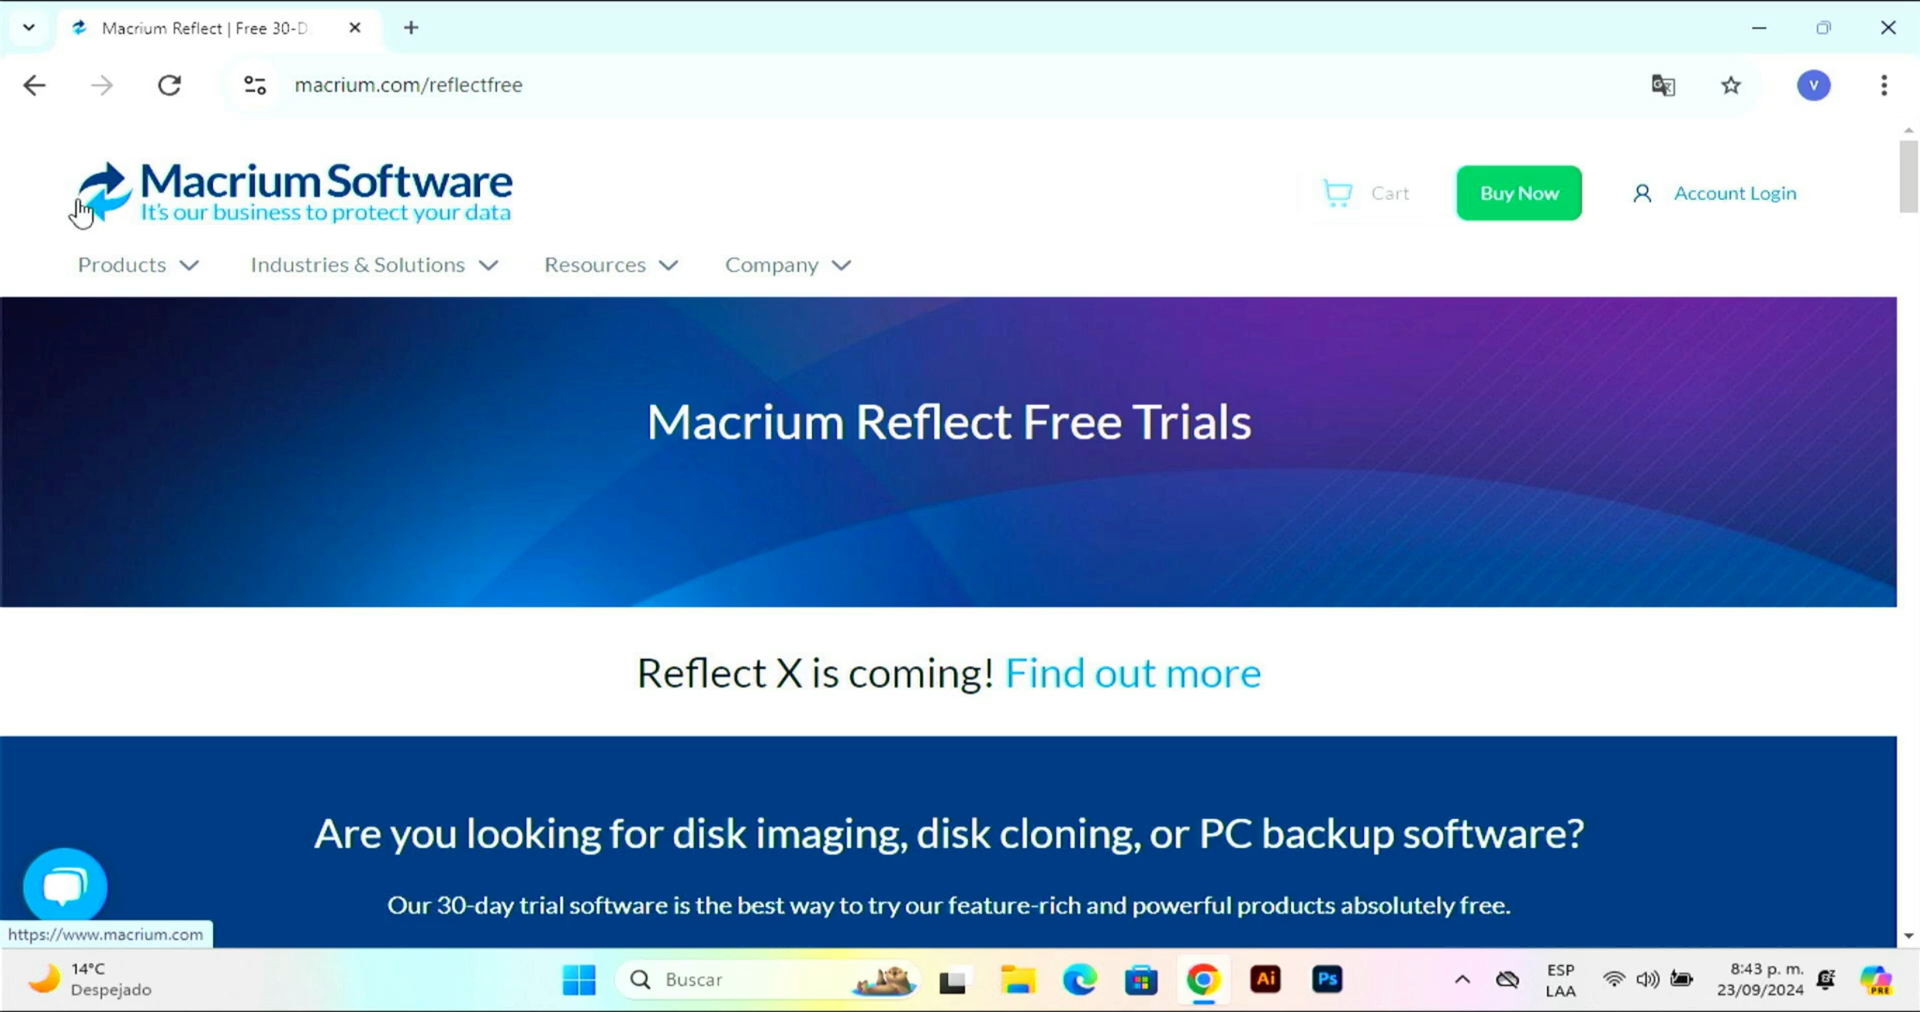 Macrium Reflect | Free 30-D
macrium.com/reflectfree
V
Macrium Software
It's our business to protect your data
Cart
Buy Now
Account Login
Products
Industries & Solutions
Resources
Company
Macrium Reflect Free Trials
Reflect X is coming! Find out more
Are you looking for disk imaging, disk cloning, or PC backup software?
Our 30-day trial software is the best way to try our feature-rich and powerful products absolutely free.
https://www.macrium.com
14°C
Despejado
Buscar
Ai
Ps
ESP
LAA
8:43 p. m.
23/09/2024
PRE